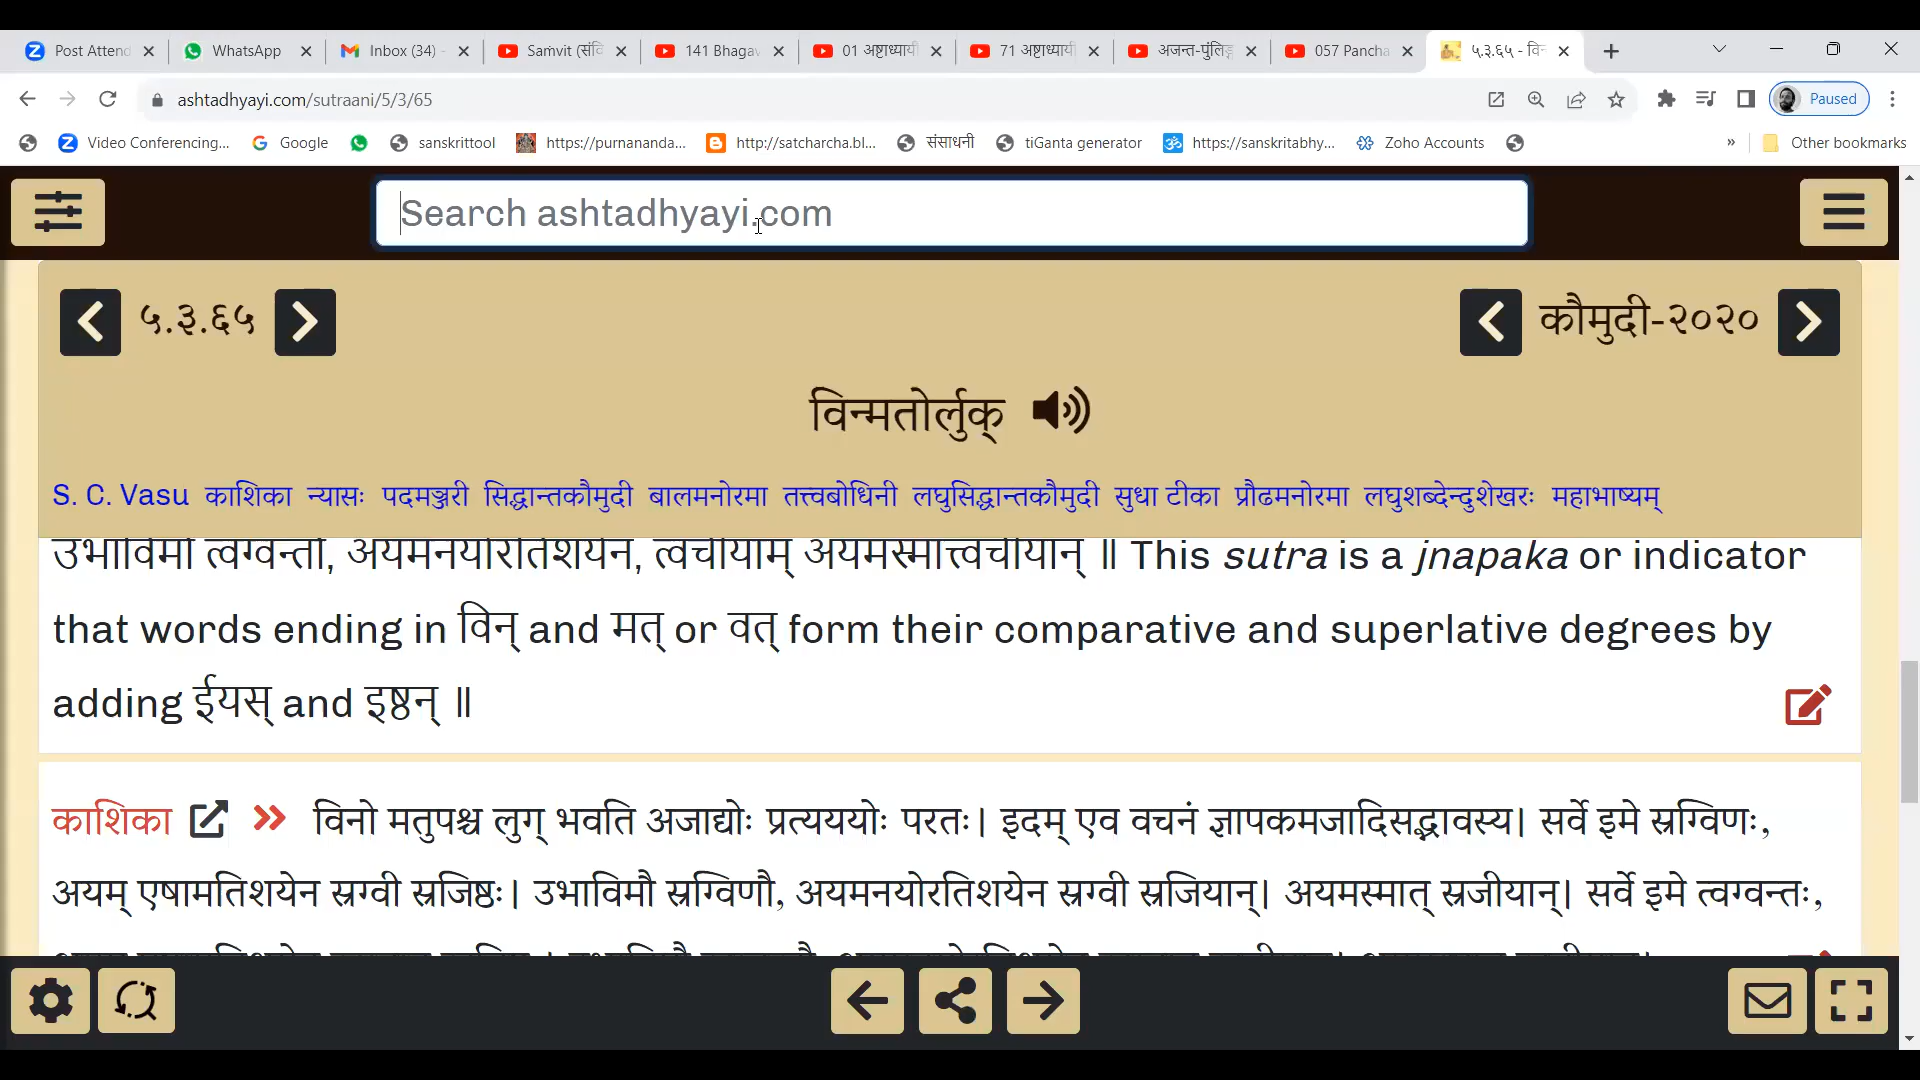 Post Attend
WhatsApp
Inbox (34) -
Samvit (संवि
141 Bhagav
01 अष्टाध्यायी
71 अष्टाध्यायी
अजन्त-पुंलिङ्ग
057 Pancha
५.३.६५ - विन
ashtadhyayi.com/sutraani/5/3/65
Paused
Video Conferencing...
Google
sanskrittool
https://purnananda...
http://satcharcha.bl...
संसाधनी
tiGanta generator
https://sanskritabhy...
Zoho Accounts
»
Other bookmarks
Search ashtadhyayi.com
५.३.६५
कौमुदी-२०२०
विन्मतोर्लुक्
S. C. Vasu काशिका न्यासः पदमञ्जरी सिद्धान्तकौमुदी बालमनोरमा तत्त्वबोधिनी लघुसिद्धान्तकौमुदी सुधा टीका प्रौढमनोरमा लघुशब्देन्दुशेखरः महाभाष्यम्
उभाविमौ त्वग्वन्तौ, अयमनयोरतिशयेन, त्वचीयाम् अयमस्मात्त्वचीयान् ॥ This sutra is a jnapaka or indicator
that words ending in विन् and मत् or वत् form their comparative and superlative degrees by
adding ईयस् and इष्ठन् ॥
काशिका विनो मतुपश्च लुग् भवति अजाद्योः प्रत्यययोः परतः। इदम् एव वचनं ज्ञापकमजादिसद्भावस्य। सर्वे इमे स्रग्विणः,
अयम् एषामतिशयेन स्रग्वी स्रजिष्ठः। उभाविमौ स्रग्विणौ, अयमनयोरतिशयेन स्रग्वी स्रजियान्। अयमस्मात् स्रजीयान्। सर्वे इमे त्वग्वन्तः,